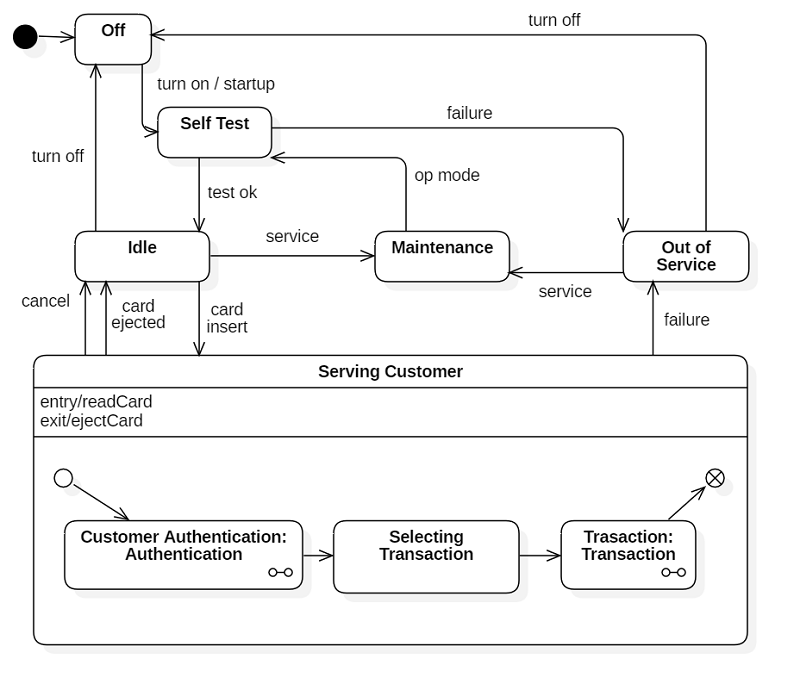 turn off
Off
turn on / startup
failure
Self Test
turn off
op mode
test ok
service
Idle
Maintenance
Out of
Service
service
cancel
card
ejected
card
insert
failure
Serving Customer
entry/readCard
exit/ejectCard
Customer Authentication:
Authentication
Selecting
Transaction
Trasaction:
Transaction